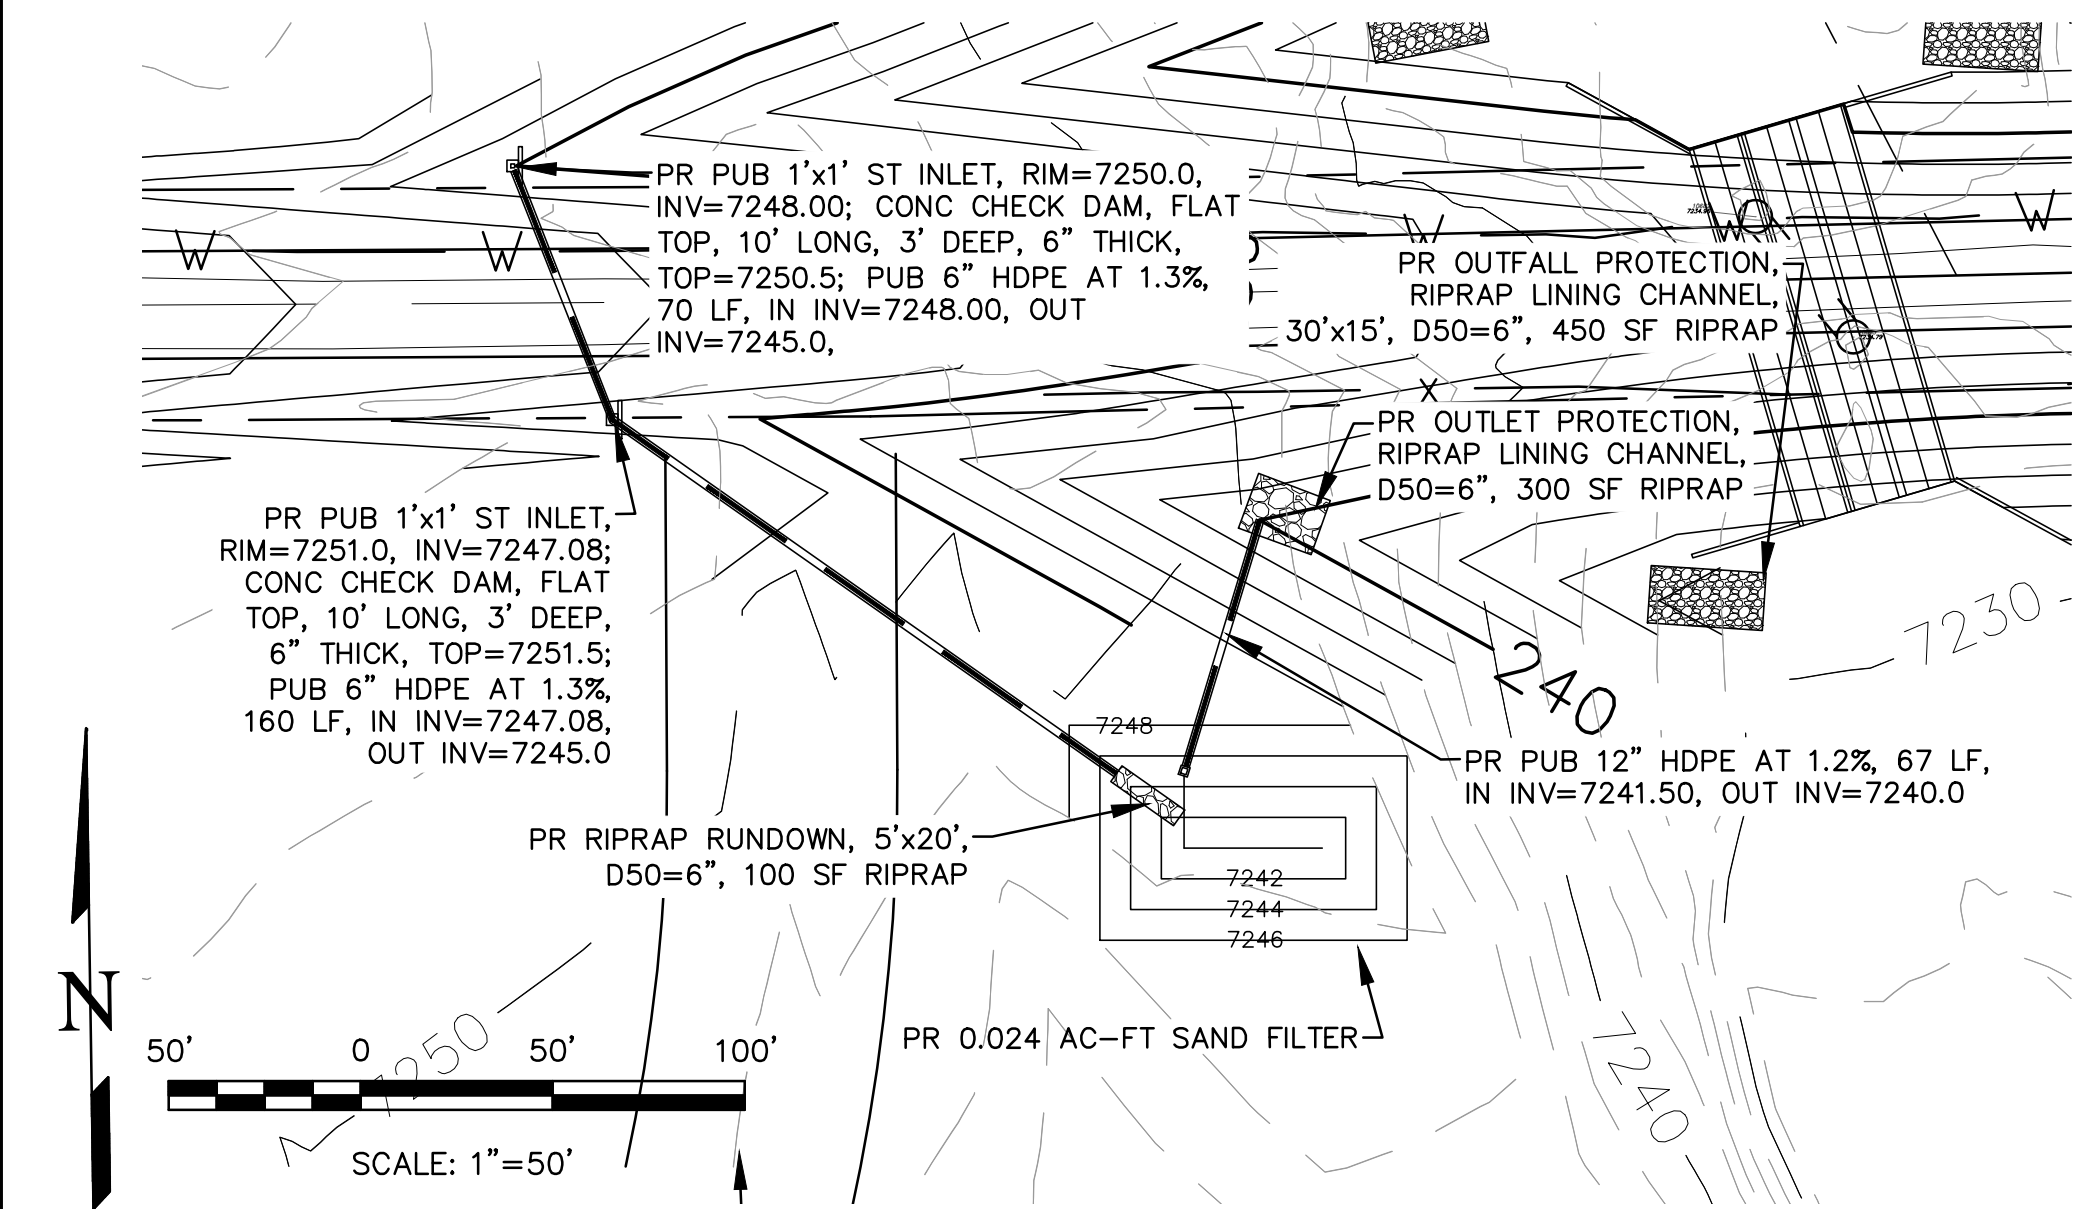 PR PUB 1'x1' ST INLET, RIM=7250.0,
INV=7248.00; CONC CHECK DAM, FLAT
TOP, 10' LONG, 3' DEEP, 6" THICK,
TOP=7250.5; PUB 6" HDPE AT 1.3%,
70 LF, IN INV=7248.00, OUT
INV=7245.0,
W
W
W
W
W
PR OUTFALL PROTECTION,
RIPRAP LINING CHANNEL,
30'x15', D50=6", 450 SF RIPRAP
X
PR OUTLET PROTECTION,
RIPRAP LINING CHANNEL,
D50=6", 300 SF RIPRAP
PR PUB 1'x1' ST INLET,
RIM=7251.0, INV=7247.08;
CONC CHECK DAM, FLAT
TOP, 10' LONG, 3' DEEP,
6" THICK, TOP=7251.5;
PUB 6" HDPE AT 1.3%,
160 LF, IN INV=7247.08,
OUT INV=7245.0
7230
240
7248
PR PUB 12" HDPE AT 1.2%, 67 LF,
IN INV=7241.50, OUT INV=7240.0
PR RIPRAP RUNDOWN, 5'x20',
D50=6", 100 SF RIPRAP
7242
7244
7246
PR 0.024 AC-FT SAND FILTER
N
7250
7240
50' 0 50' 100'
SCALE: 1"=50'